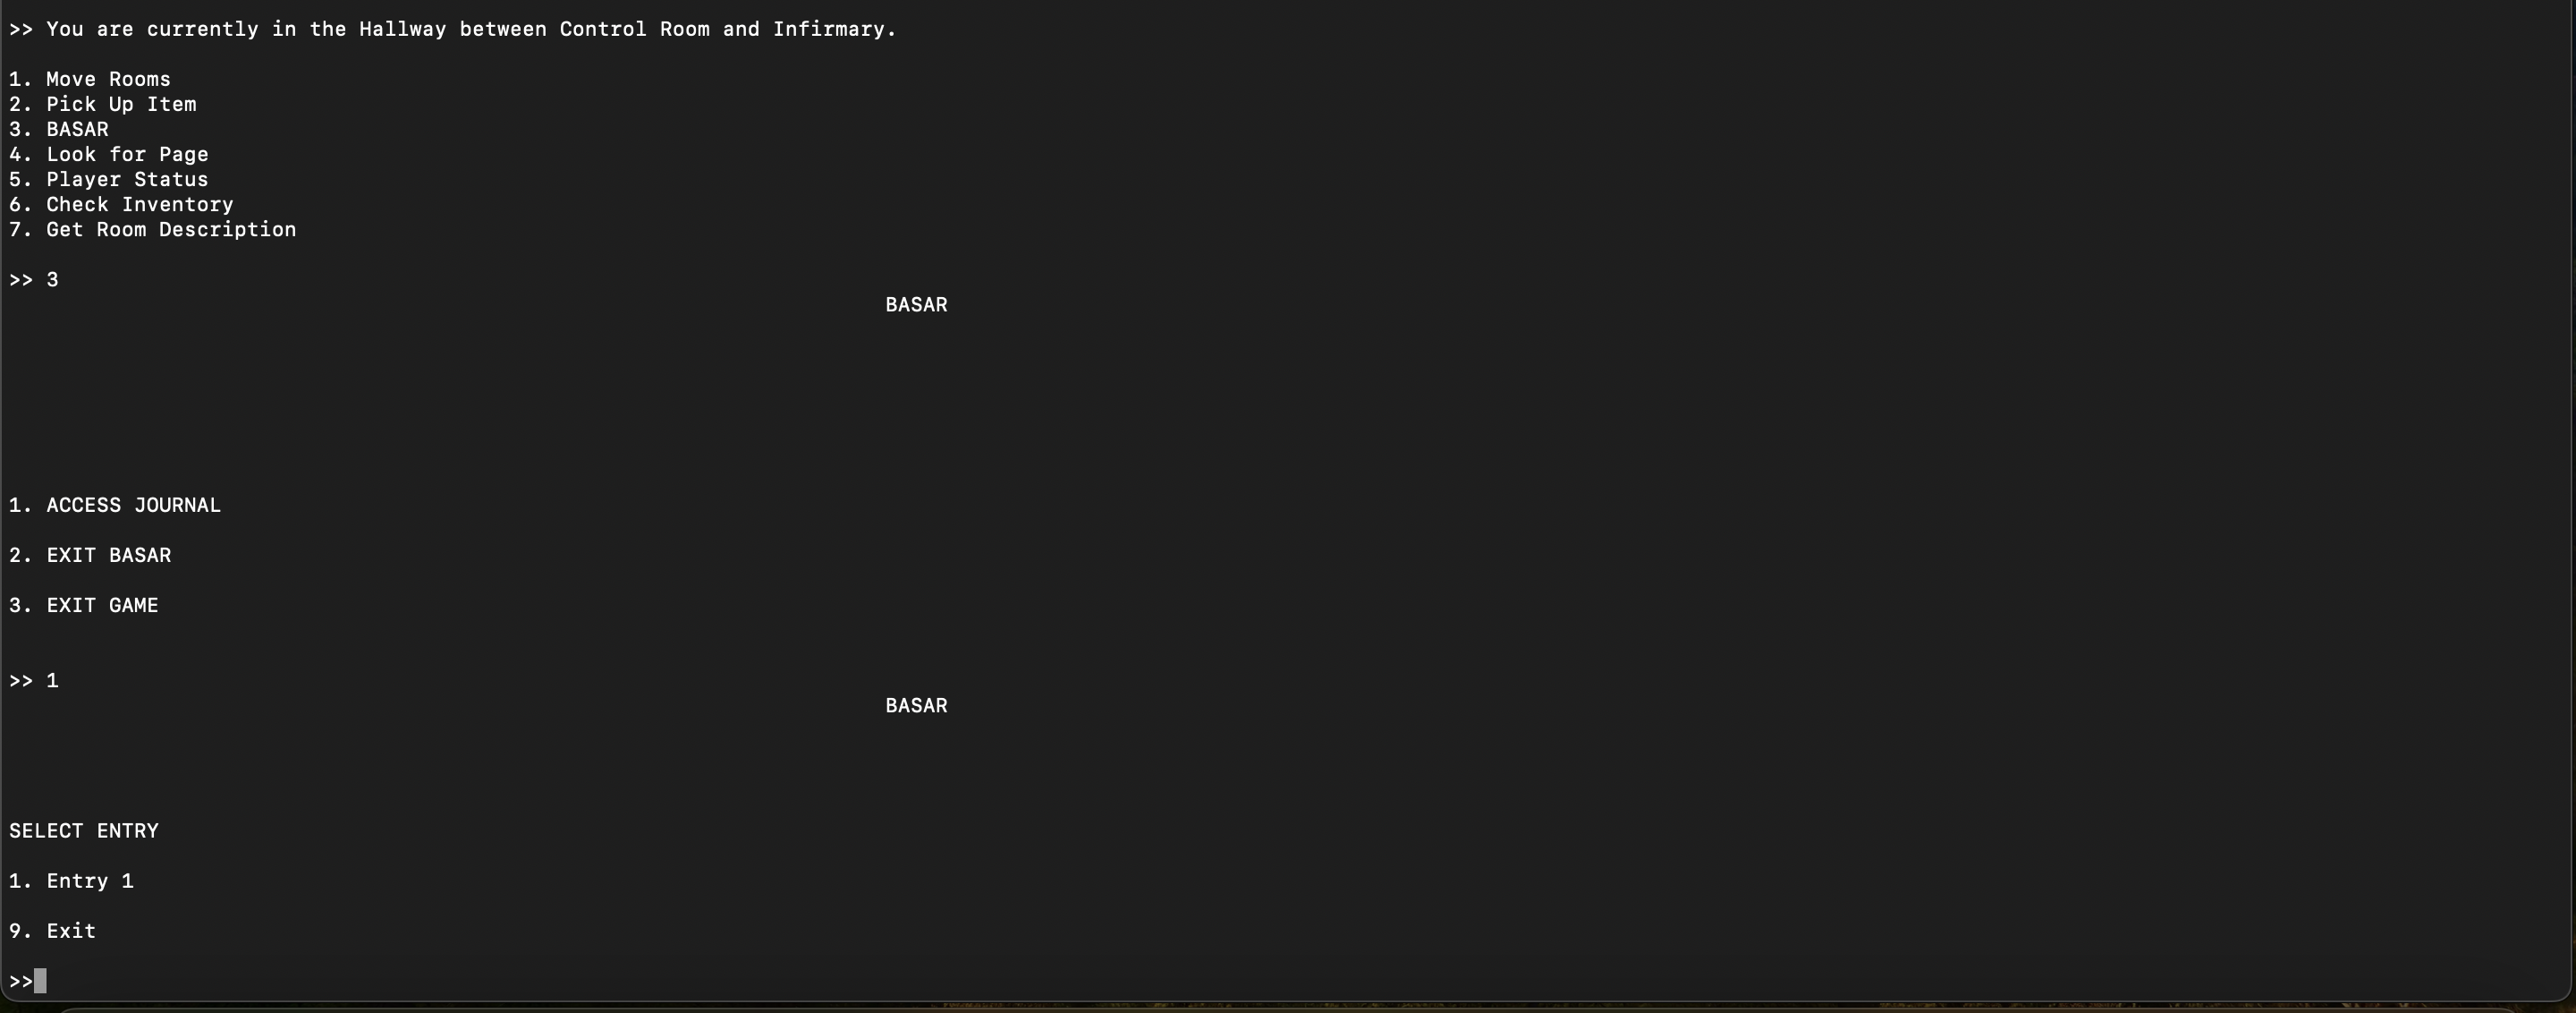 >> You are currently in the Hallway between Control Room and Infirmary.
1. Move Rooms
2. Pick Up Item
3. BASAR
4. Look for Page
5. Player Status
6. Check Inventory
7. Get Room Description
>> 3
BASAR
1. ACCESS JOURNAL
2. EXIT BASAR
3. EXIT GAME
>> 1
BASAR
SELECT ENTRY
1. Entry 1
9. Exit
>>